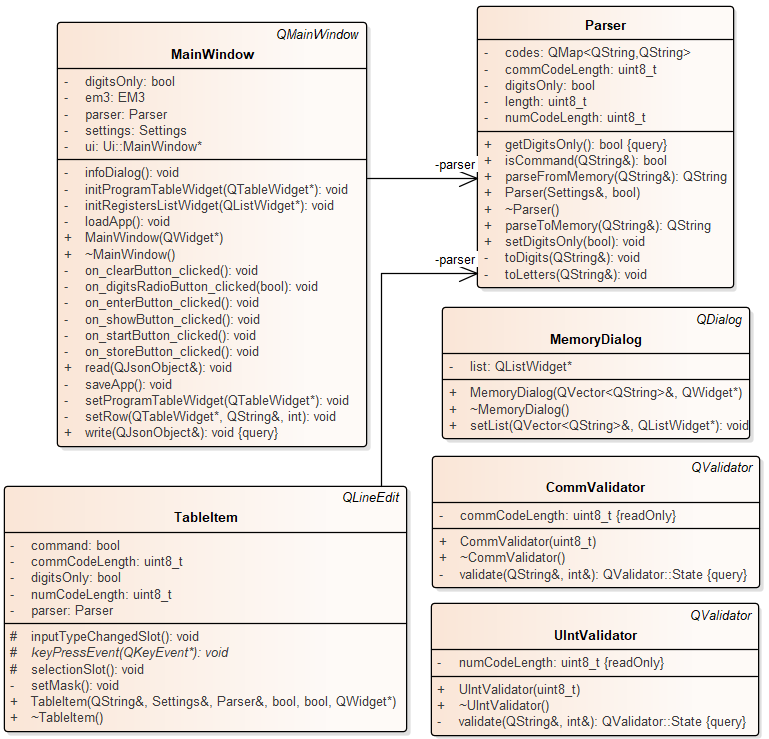 QMainWindow
MainWindow
- digitsOnly: bool
- em3: EM3
- parser: Parser
- settings: Settings
- ui: Ui::MainWindow*
- infoDialog(): void
- initProgramTableWidget(QTableWidget*): void
- initRegistersListWidget(QListWidget*): void
- loadApp(): void
+ MainWindow(QWidget*)
+ ~MainWindow()
- on_clearButton_clicked(): void
- on_digitsRadioButton_clicked(bool): void
- on_enterButton_clicked(): void
- on_showButton_clicked(): void
- on_startButton_clicked(): void
- on_storeButton_clicked(): void
+ read(QJsonObject&): void
- saveApp(): void
- setProgramTableWidget(QTableWidget*): void
- setRow(QTableWidget*, QString&, int): void
+ write(QJsonObject&): void {query}
-parser
-parser
Parser
- codes: QMap<QString,QString>
- commCodeLength: uint8_t
- digitsOnly: bool
- length: uint8_t
- numCodeLength: uint8_t
+ getDigitsOnly(): bool {query}
+ isCommand(QString&): bool
+ parseFromMemory(QString&): QString
+ Parser(Settings&, bool)
+ ~Parser()
+ parseToMemory(QString&): QString
+ setDigitsOnly(bool): void
- toDigits(QString&): void
- toLetters(QString&): void
QDialog
MemoryDialog
- list: QListWidget*
+ MemoryDialog(QVector<QString>&, QWidget*)
+ ~MemoryDialog()
+ setList(QVector<QString>&, QListWidget*): void
QValidator
CommValidator
- commCodeLength: uint8_t {readOnly}
+ CommValidator(uint8_t)
+ ~CommValidator()
- validate(QString&, int&): QValidator::State {query}
QLineEdit
TableItem
- command: bool
- commCodeLength: uint8_t
- digitsOnly: bool
- numCodeLength: uint8_t
- parser: Parser
# inputTypeChangedSlot(): void
# keyPressEvent(QKeyEvent*): void
# selectionSlot(): void
- setMask(): void
+ TableItem(QString&, Settings&, Parser&, bool, bool, QWidget*)
+ ~TableItem()
QValidator
UIntValidator
- numCodeLength: uint8_t {readOnly}
+ UIntValidator(uint8_t)
+ ~UIntValidator()
- validate(QString&, int&): QValidator::State {query}